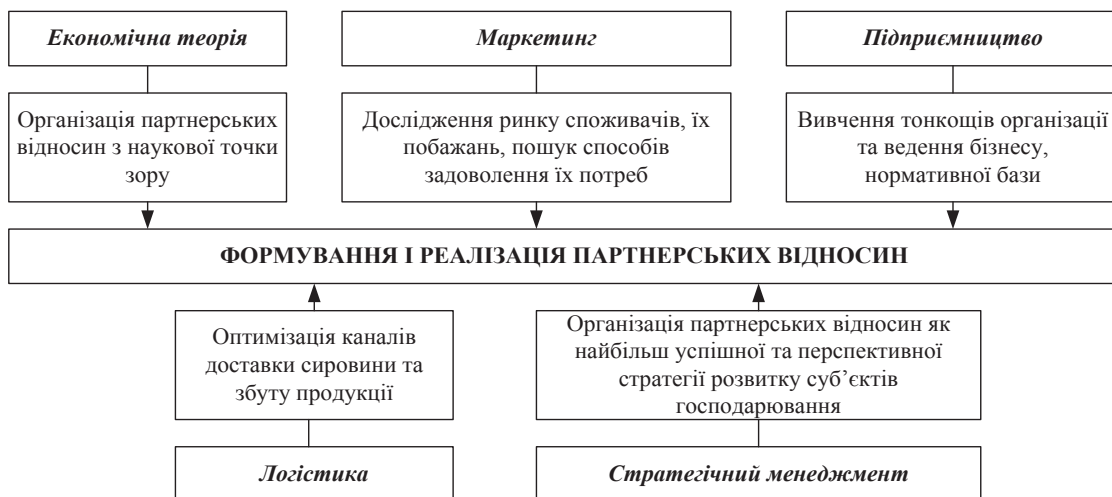 Економічна теорія
Маркетинг
Підприємництво
Організація партнерських
відносин з наукової точки
зору
Дослідження ринку споживачів, їх
побажань, пошук способів
задоволення їх потреб
Вивчення тонкощів організації
та ведення бізнесу,
нормативної бази
ФОРМУВАННЯ І РЕАЛІЗАЦІЯ ПАРТНЕРСЬКИХ ВІДНОСИН
Оптимізація каналів
доставки сировини та
збуту продукції
Організація партнерських відносин як
найбільш успішної та перспективної
стратегії розвитку суб’єктів
господарювання
Логістика
Стратегічний менеджмент